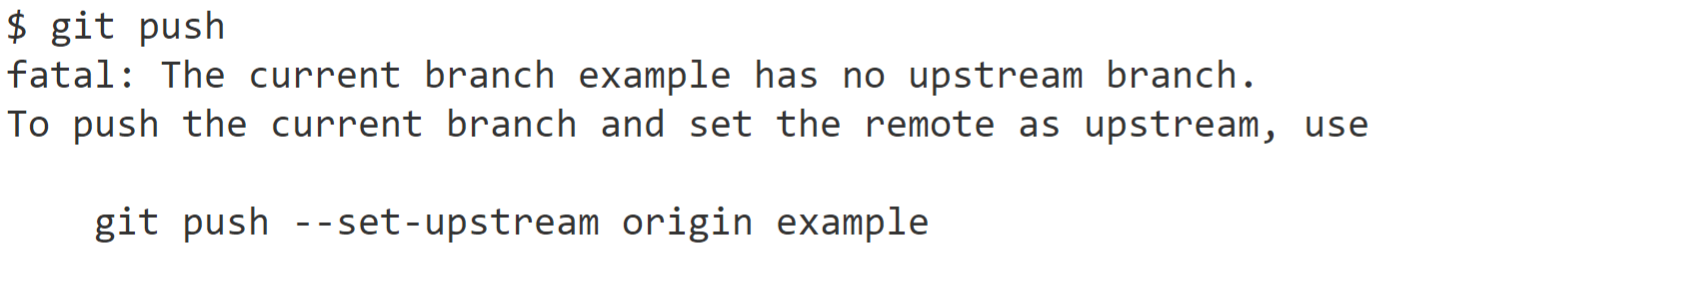 $ git push
fatal: The current branch example has no upstream branch.
To push the current branch and set the remote as upstream, use

    git push --set-upstream origin example